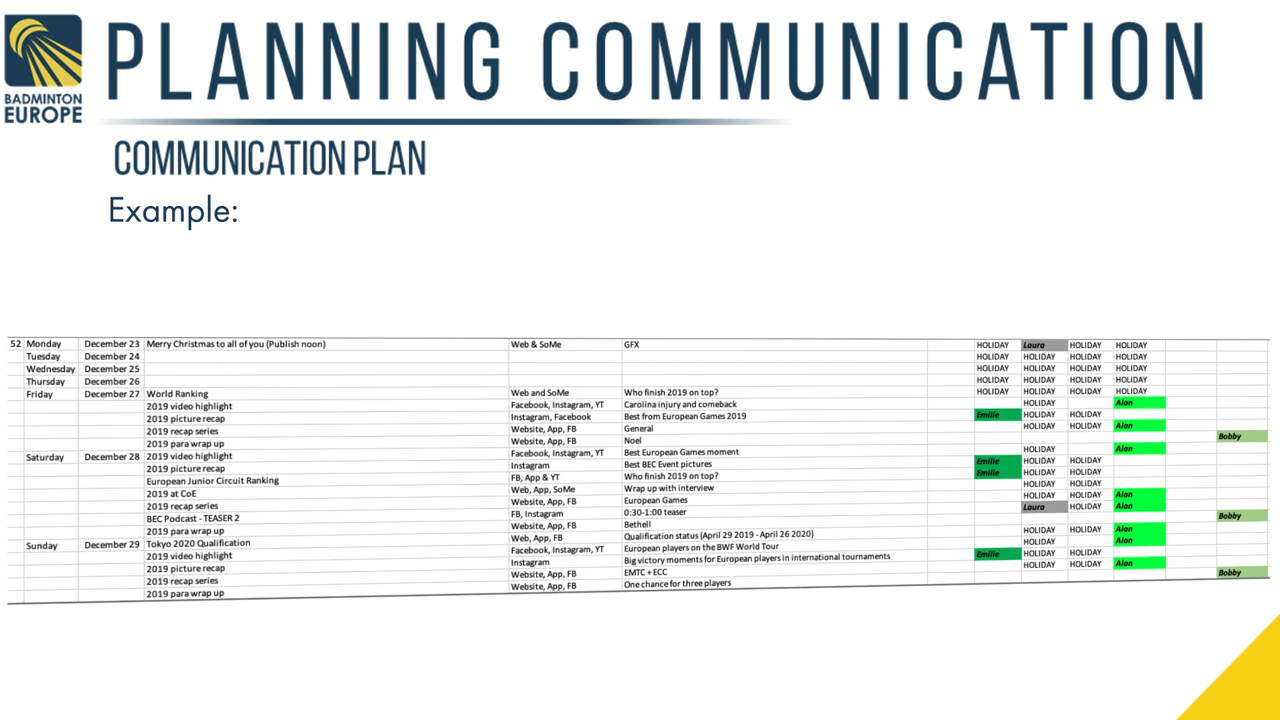 BADMINTON
EUROPE
PLANNING COMMUNICATION
COMMUNICATION PLAN
Example:
52 Monday December 23 Merry Christmas to all of you (Publish noon) Web & SoMe GFX HOLIDAY Laura HOLIDAY HOLIDAY
Tuesday December 24 HOLIDAY HOLIDAY HOLIDAY HOLIDAY
Wednesday December 25 HOLIDAY HOLIDAY HOLIDAY HOLIDAY
Thursday December 26 HOLIDAY HOLIDAY HOLIDAY HOLIDAY
Friday December 27 World Ranking Web and SoMe Who finish 2019 on top? HOLIDAY HOLIDAY HOLIDAY HOLIDAY
2019 video highlight Facebook, Instagram, YT Carolina injury and comeback HOLIDAY Alan
2019 picture recap Instagram, Facebook Best from European Games 2019 Emilie HOLIDAY HOLIDAY
2019 recap series Website, App, FB General HOLIDAY HOLIDAY Alan
2019 para wrap up Website, App, FB Noel Bobby
Saturday December 28 2019 video highlight Facebook, Instagram, YT Best European Games moment HOLIDAY Alan
2019 picture recap Instagram Best BEC Event pictures Emilie HOLIDAY HOLIDAY
European Junior Circuit Ranking FB, App & YT Who finish 2019 on top? Emilie HOLIDAY HOLIDAY
2019 at CoE Web, App, SoMe Wrap up with interview HOLIDAY HOLIDAY
2019 recap series Website, App, FB European Games HOLIDAY HOLIDAY Alan
BEC Podcast - TEASER 2 FB, Instagram 0:30-1:00 teaser Laura HOLIDAY Alan
2019 para wrap up Website, App, FB Bethell Bobby
Sunday December 29 Tokyo 2020 Qualification Web, App, FB Qualification status (April 29 2019 - April 26 2020) HOLIDAY HOLIDAY Alan
2019 video highlight Facebook, Instagram, YT European players on the BWF World Tour HOLIDAY Alan
2019 picture recap Instagram Big victory moments for European players in international tournaments Emilie HOLIDAY HOLIDAY
2019 recap series Website, App, FB EMTC + ECC HOLIDAY HOLIDAY Alan
2019 para wrap up Website, App, FB One chance for three players Bobby